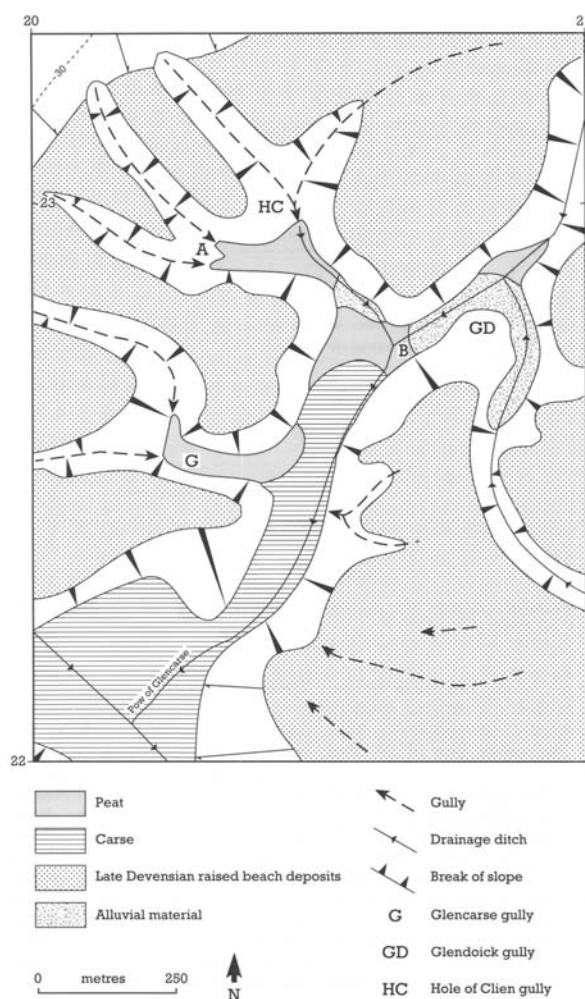 20
2
30
23
HC
A
GD
B
G
Pow of Glencarse
22
Peat
Carse
Late Devensian raised beach deposits
Alluvial material
0 metres 250
N
Gully
Drainage ditch
Break of slope
G Glencarse gully
GD Glendoick gully
HC Hole of Clien gully